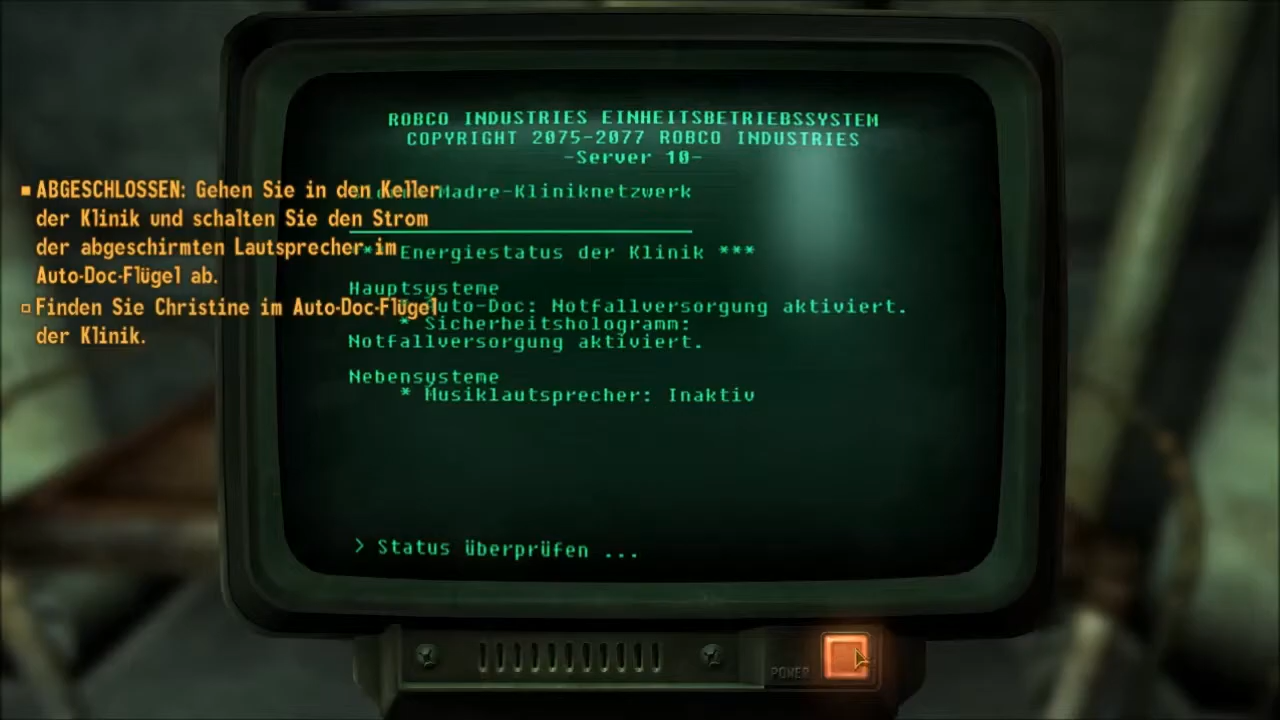 ROBCO INDUSTRIES EINHEITSBETRIEBSSYSTEM
COPYRIGHT 2075-2077 ROBCO INDUSTRIES
-Server 10-
Madre-Kliniknetzwerk
Energiestatus der Klinik ***
Hauptsysteme
Auto-Doc: Notfallversorgung aktiviert.
* Sicherheitshologramm:
Notfallversorgung aktiviert.
Nebensysteme
* Musiklautsprecher: Inaktiv
> Status überprüfen ...
■ ABGESCHLOSSEN: Gehen Sie in den Keller
der Klinik und schalten Sie den Strom
der abgeschirmten Lautsprecher im
Auto-Doc-Flügel ab.
□ Finden Sie Christine im Auto-Doc-Flügel
der Klinik.
POWER